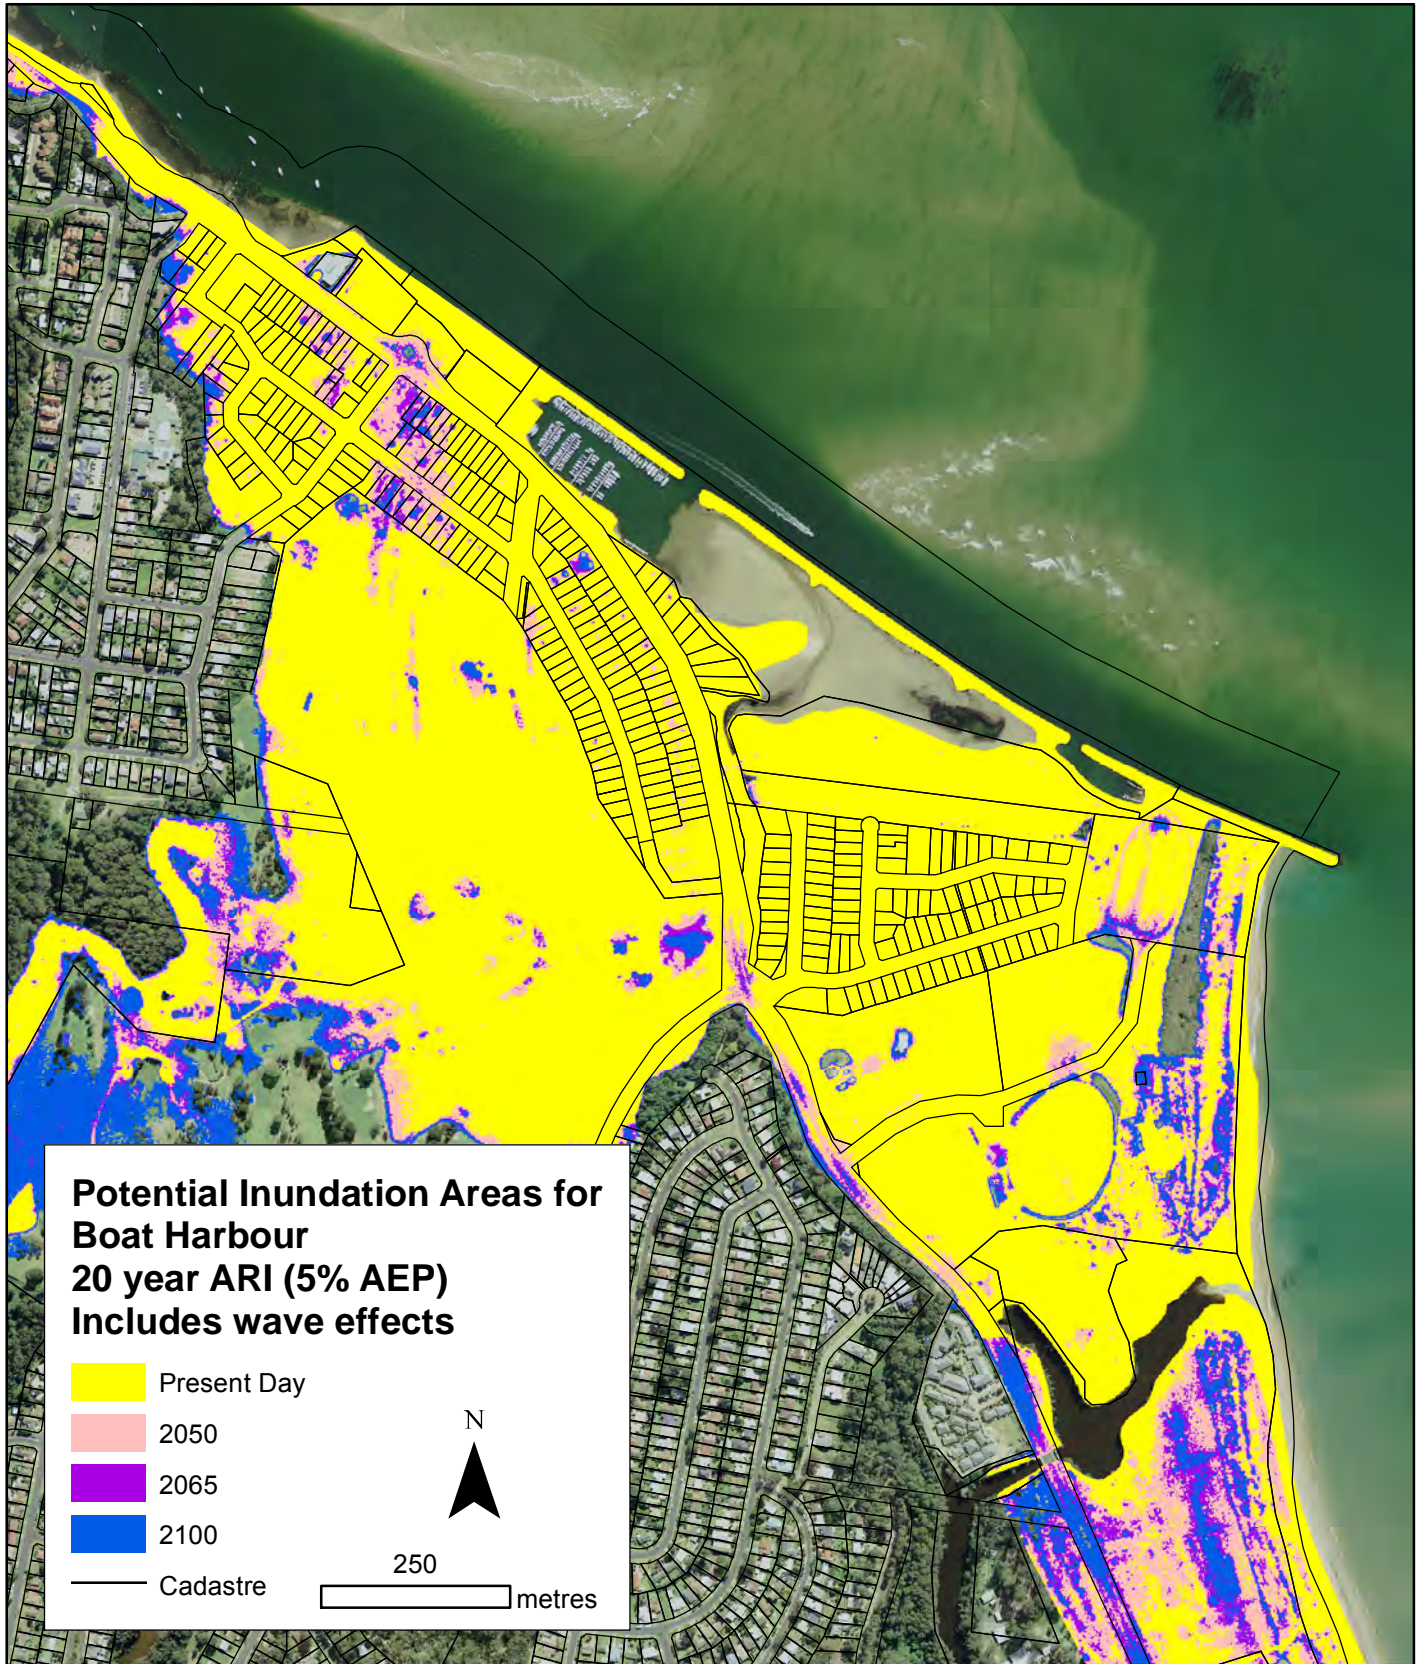 Potential Inundation Areas for
Boat Harbour
20 year ARI (5% AEP)
Includes wave effects
Present Day
2050
2065
2100
Cadastre
N
250
metres